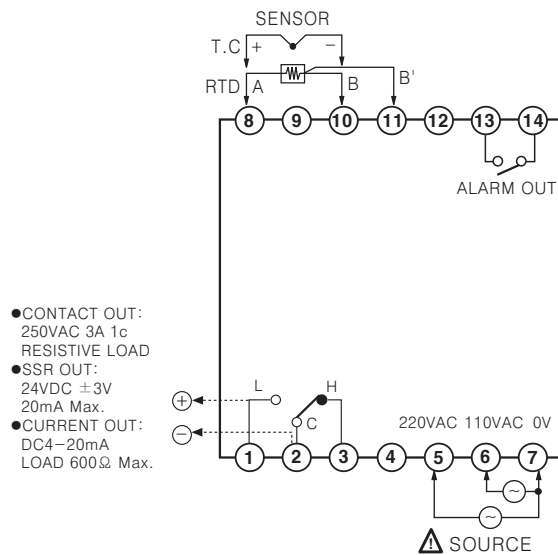 SENSOR
T.C + −
RTD A B B'
8 9 10 11 12 13 14
ALARM OUT
●CONTACT OUT:
250VAC 3A 1c
RESISTIVE LOAD
●SSR OUT:
24VDC ±3V
20mA Max.
●CURRENT OUT:
DC4−20mA
LOAD 600Ω Max.
+
−
L H
C
220VAC 110VAC 0V
1 2 3 4 5 6 7
~
~
! SOURCE